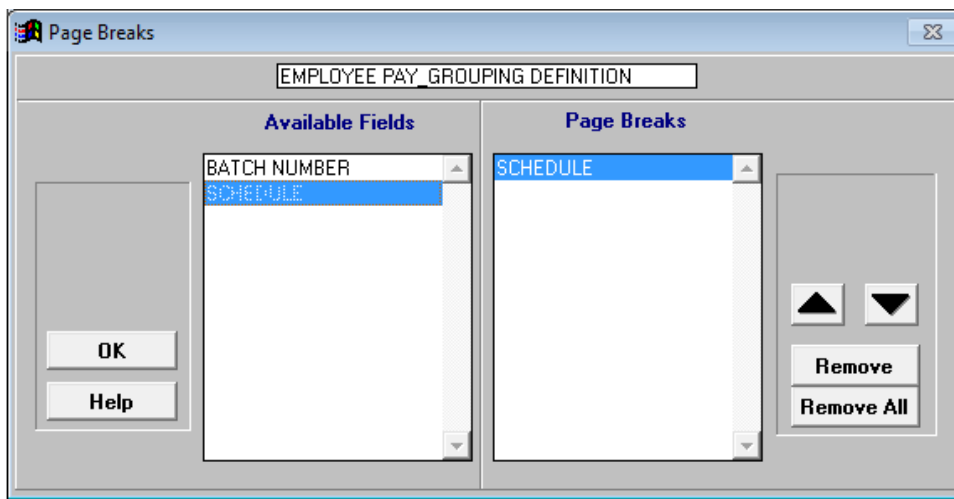 Page Breaks
EMPLOYEE PAY_GROUPING DEFINITION
Available Fields
Page Breaks
BATCH NUMBER
SCHEDULE
SCHEDULE
OK
Help
Remove
Remove All